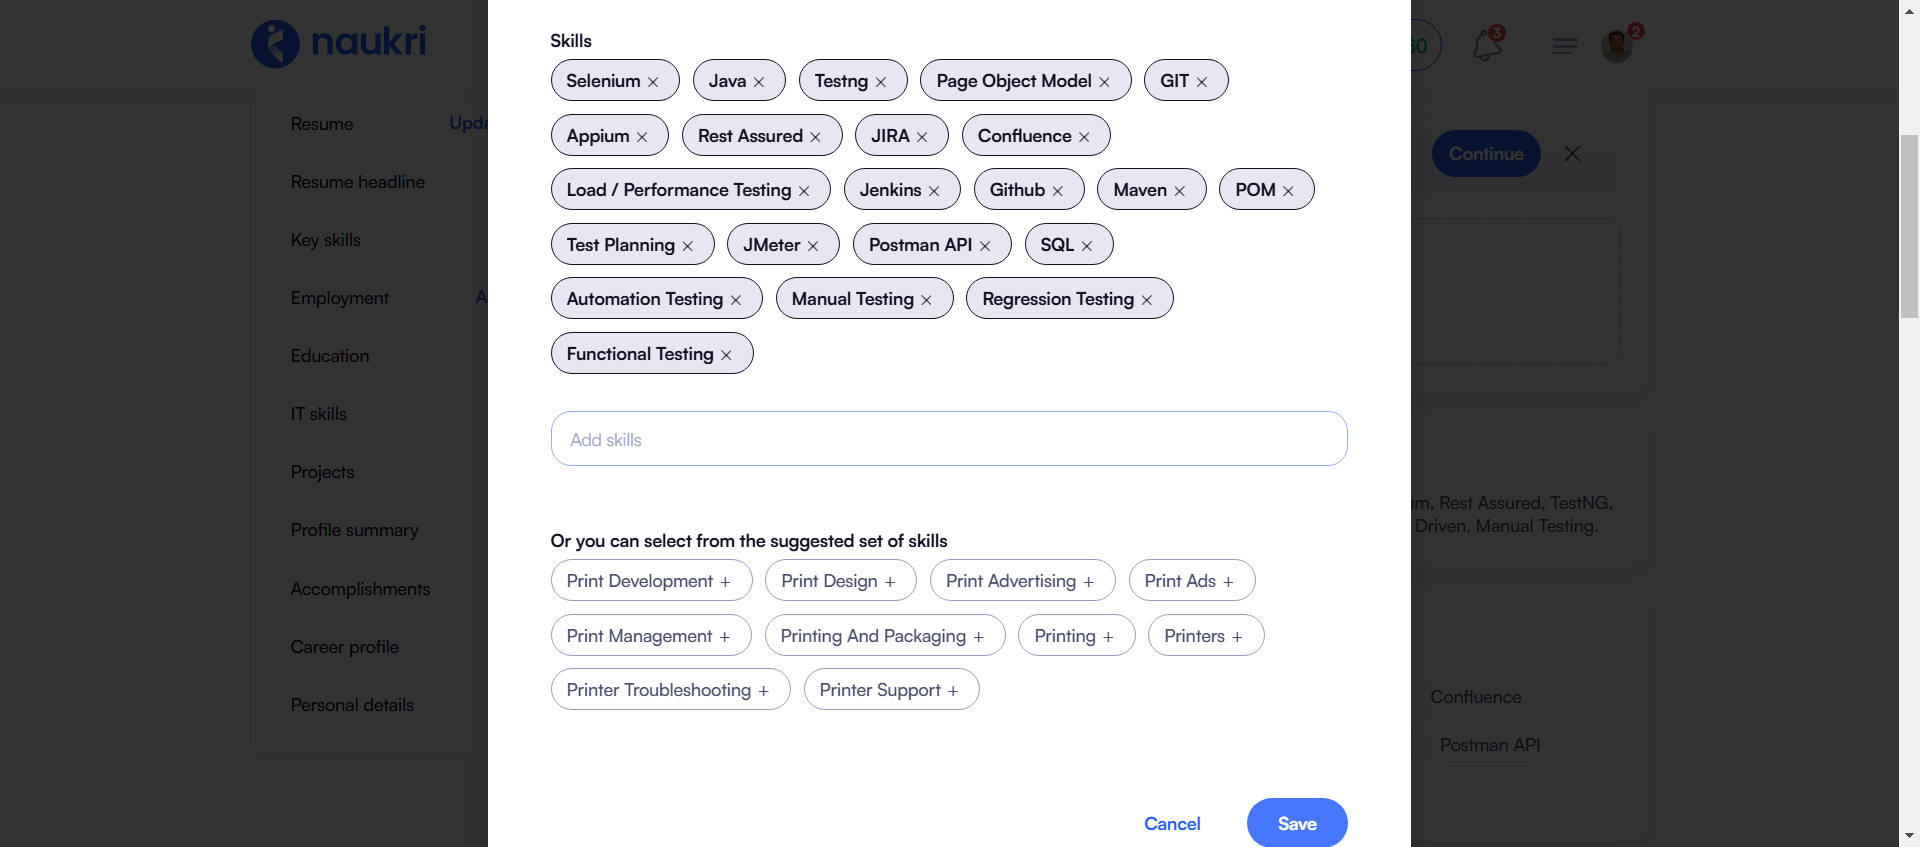 naukri
60
3
2
Resume
Upda
Resume headline
Key skills
Employment
A
Education
IT skills
Projects
Profile summary
Accomplishments
Career profile
Personal details
Skills
Selenium × Java × Testng × Page Object Model × GIT ×
Appium × Rest Assured × JIRA × Confluence ×
Load / Performance Testing × Jenkins × Github × Maven × POM ×
Test Planning × JMeter × Postman API × SQL ×
Automation Testing × Manual Testing × Regression Testing ×
Functional Testing ×
Add skills
Or you can select from the suggested set of skills
Print Development + Print Design + Print Advertising + Print Ads +
Print Management + Printing And Packaging + Printing + Printers +
Printer Troubleshooting + Printer Support +
Cancel Save
Continue ×
um, Rest Assured, TestNG,
Driven, Manual Testing.
Confluence
Postman API